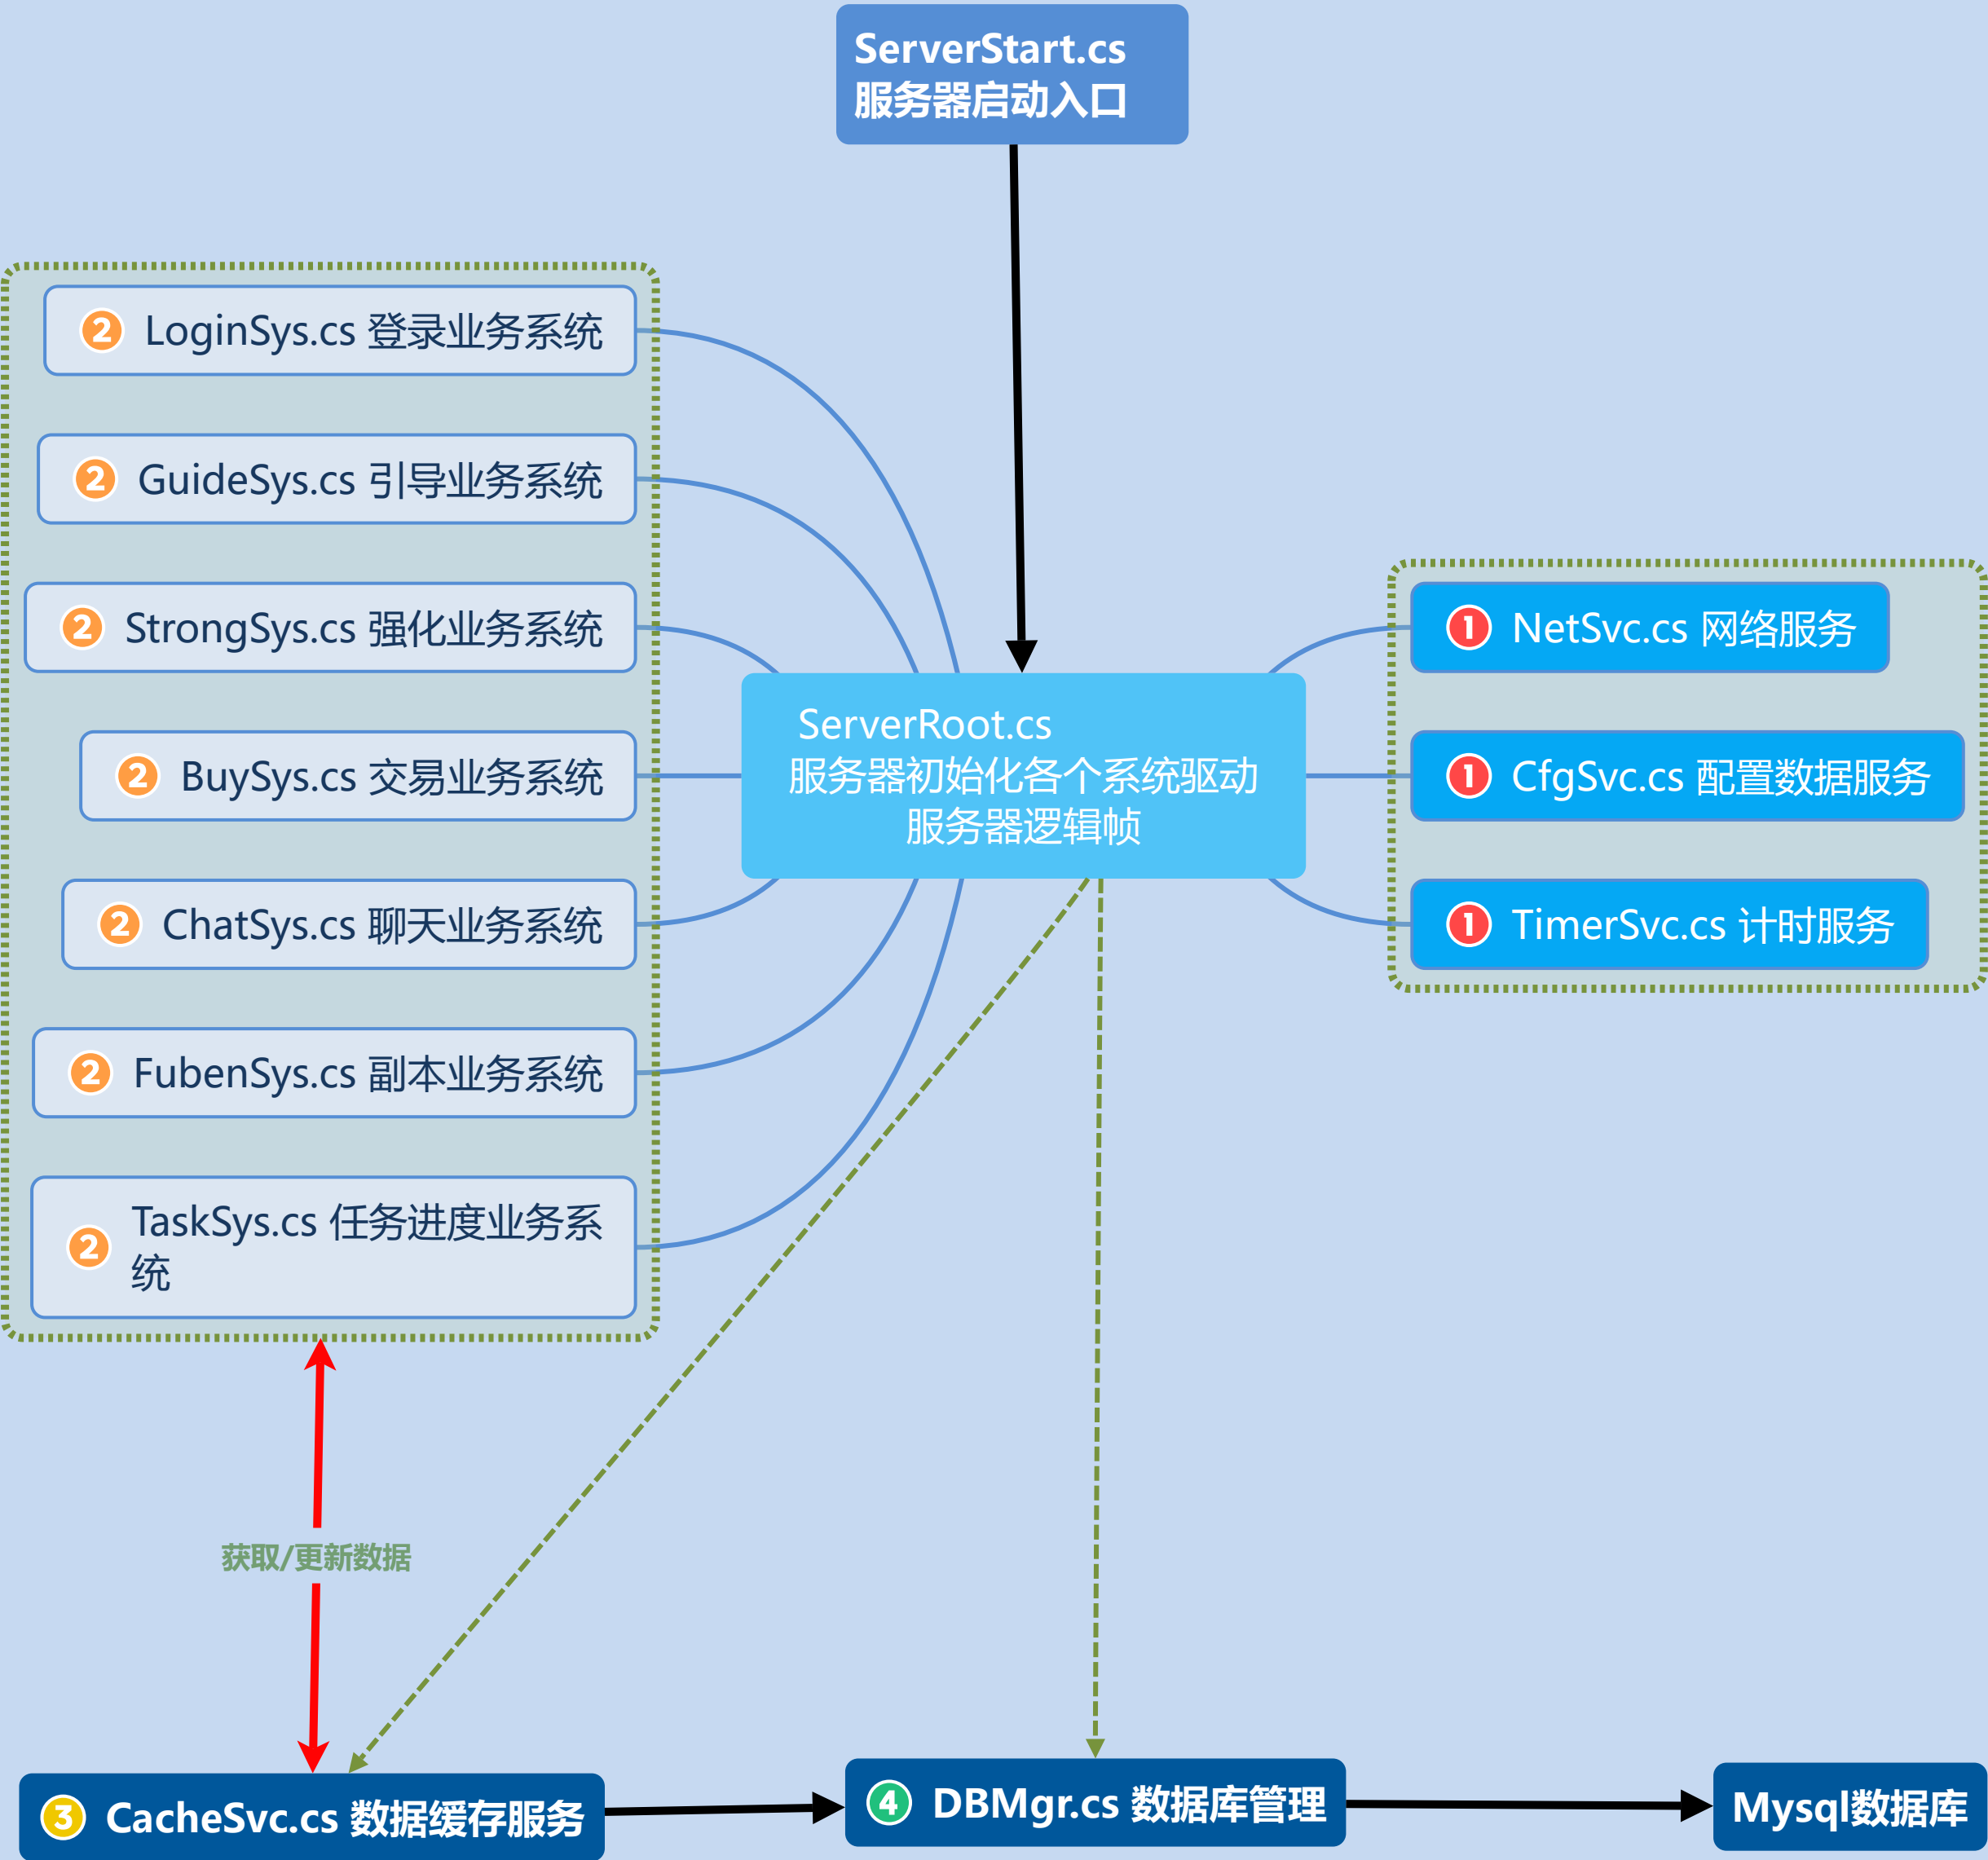 ServerStart.cs
服务器启动入口
2 LoginSys.cs 登录业务系统
2 GuideSys.cs 引导业务系统
2 StrongSys.cs 强化业务系统
2 BuySys.cs 交易业务系统
2 ChatSys.cs 聊天业务系统
2 FubenSys.cs 副本业务系统
2 TaskSys.cs 任务进度业务系
统
ServerRoot.cs
服务器初始化各个系统驱动
服务器逻辑帧
1 NetSvc.cs 网络服务
1 CfgSvc.cs 配置数据服务
1 TimerSvc.cs 计时服务
获取/更新数据
3 CacheSvc.cs 数据缓存服务
4 DBMgr.cs 数据库管理
Mysql数据库